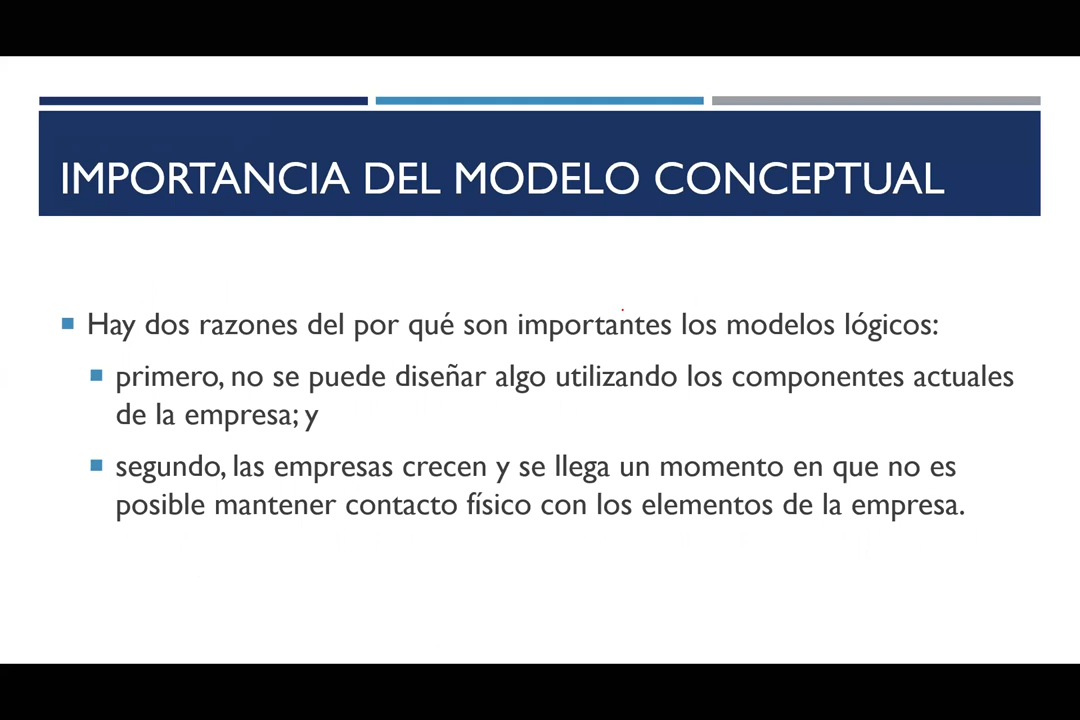 IMPORTANCIA DEL MODELO CONCEPTUAL
Hay dos razones del por qué son importantes los modelos lógicos:
primero, no se puede diseñar algo utilizando los componentes actuales
de la empresa; y
segundo, las empresas crecen y se llega un momento en que no es
posible mantener contacto físico con los elementos de la empresa.